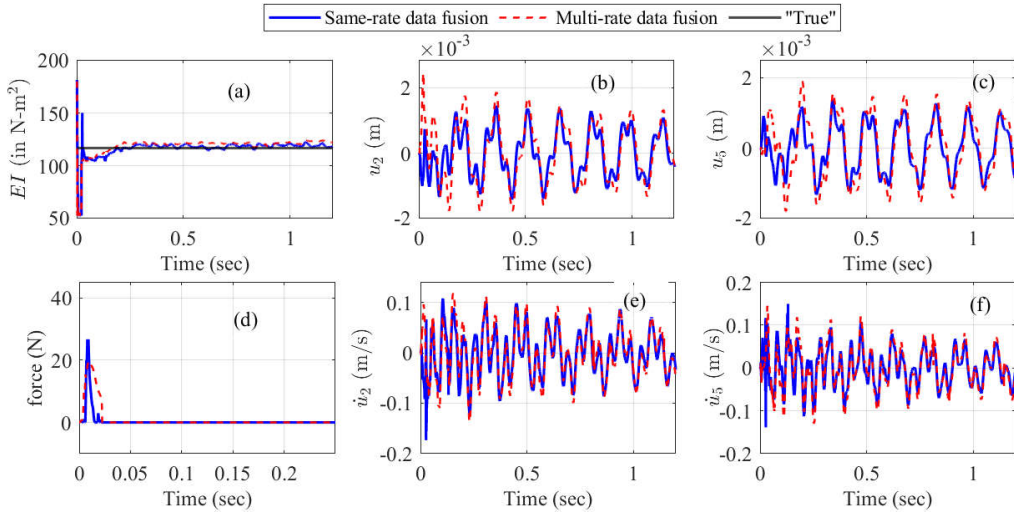 Same-rate data fusion Multi-rate data fusion "True"
×10⁻³ ×10⁻³
200
150
100
50
EI (in N-m²)
(a)
0 0.5 1
Time (sec)
2
0
-2
u₂ (m)
(b)
0 0.5 1
Time (sec)
2
0
-2
u₅ (m)
(c)
0 0.5 1
Time (sec)
40
20
0
force (N)
(d)
0 0.05 0.1 0.15 0.2
Time (sec)
0.1
0
-0.1
-0.2
u̇₂ (m/s)
(e)
0 0.5 1
Time (sec)
0.2
0.1
0
-0.1
-0.2
u̇₅ (m/s)
(f)
0 0.5 1
Time (sec)